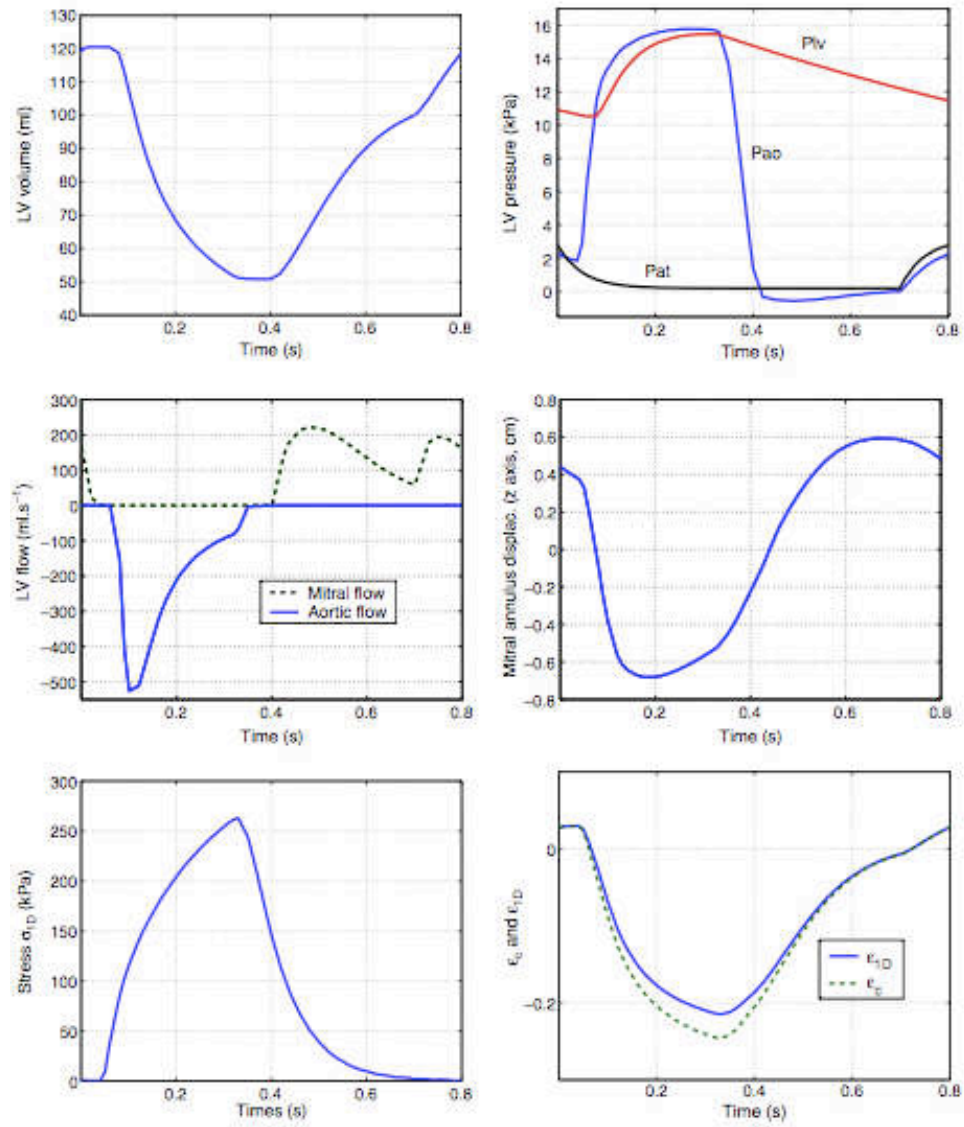 130
120
110
100
90
80
70
60
50
40
LV volume (ml)
0.2 0.4 0.6 0.8
Time (s)
16
14
12
10
8
6
4
2
0
LV pressure (kPa)
Plv
Pao
Pat
0.2 0.4 0.6 0.8
Time (s)
300
200
100
0
−100
−200
−300
−400
−500
LV flow (ml.s⁻¹)
Mitral flow
Aortic flow
0.2 0.4 0.6 0.8
Time (s)
0.8
0.6
0.4
0.2
0
−0.2
−0.4
−0.6
−0.8
Mitral annulus displac. (z axis, cm)
0.2 0.4 0.6 0.8
Time (s)
300
250
200
150
100
50
0
Stress σ1D (kPa)
0.2 0.4 0.6 0.8
Times (s)
0
−0.2
εc and ε1D
ε1D
εc
0.2 0.4 0.6 0.8
Time (s)